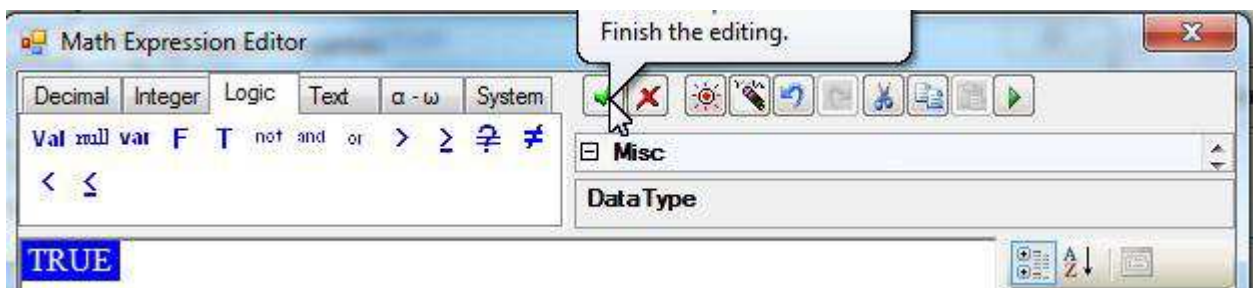 Finish the editing.
Math Expression Editor
Decimal Integer Logic Text α - ω System
Val null var F T not and or > ≥ ≠
< ≤
Misc
DataType
TRUE
A
Z